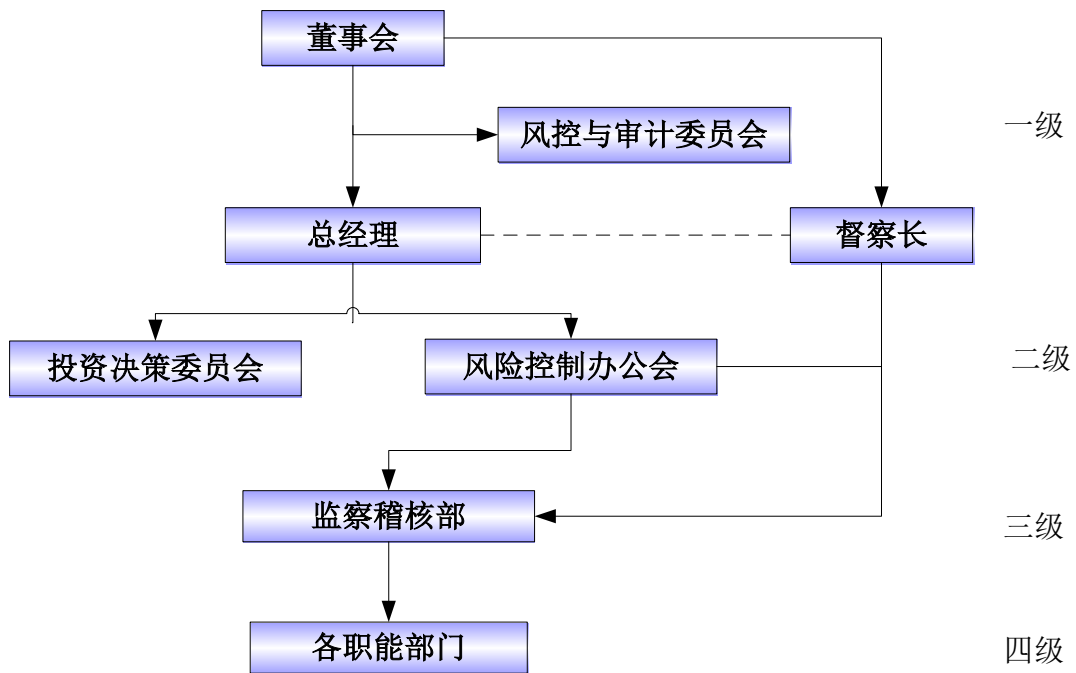 董事会
风控与审计委员会
一级
总经理
督察长
投资决策委员会
风险控制办公会
二级
监察稽核部
三级
各职能部门
四级